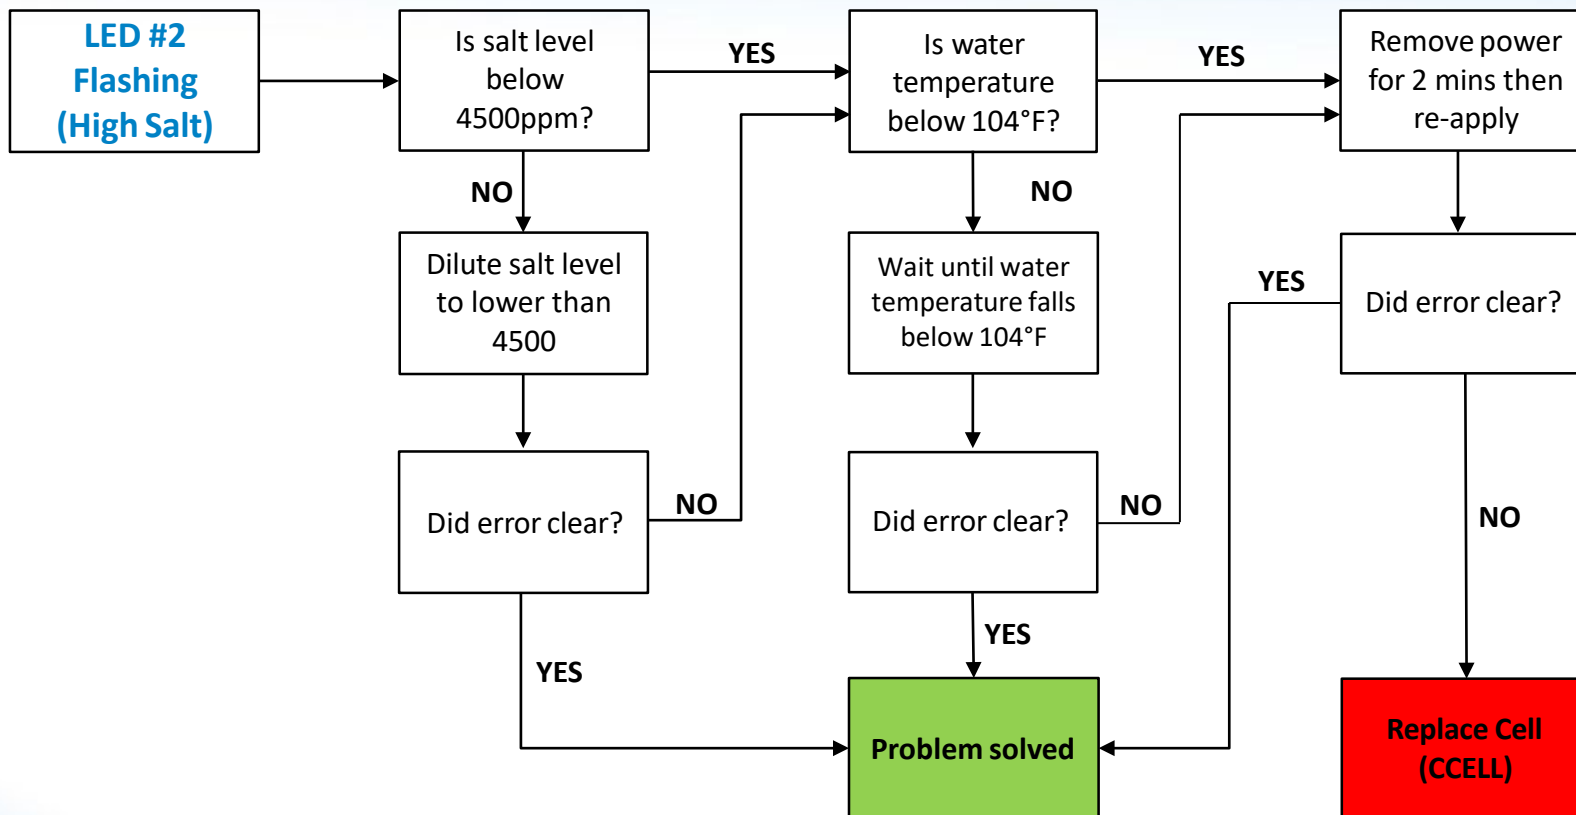 LED #2
Flashing
(High Salt)
Is salt level
below
4500ppm?
YES
Is water
temperature
below 104°F?
YES
Remove power
for 2 mins then
re-apply
NO
NO
Dilute salt level
to lower than
4500
Wait until water
temperature falls
below 104°F
YES
Did error clear?
Did error clear?
NO
Did error clear?
NO
NO
YES
YES
Problem solved
Replace Cell
(CCELL)